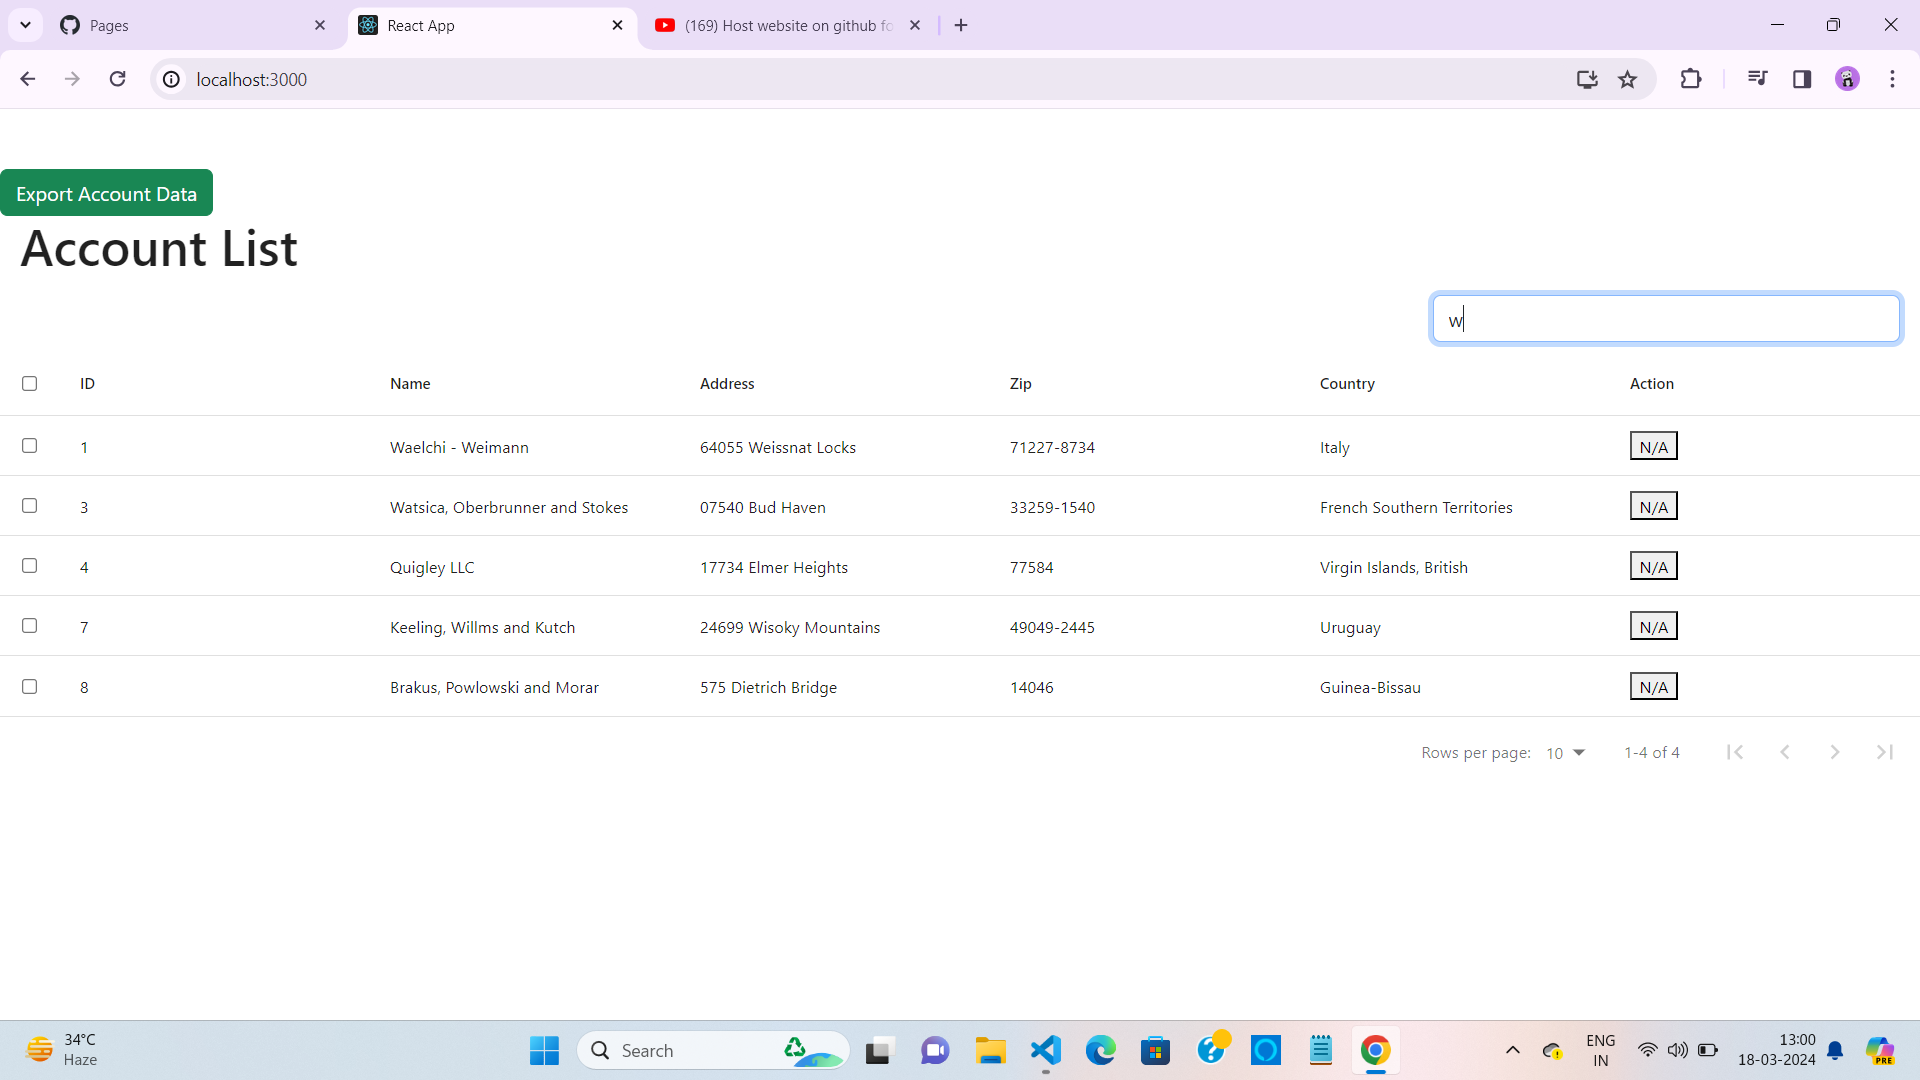 Pages
React App
(169) Host website on github fo
localhost:3000
Export Account Data
Account List
w
ID Name Address Zip Country Action
1 Waelchi - Weimann 64055 Weissnat Locks 71227-8734 Italy N/A
3 Watsica, Oberbrunner and Stokes 07540 Bud Haven 33259-1540 French Southern Territories N/A
4 Quigley LLC 17734 Elmer Heights 77584 Virgin Islands, British N/A
7 Keeling, Willms and Kutch 24699 Wisoky Mountains 49049-2445 Uruguay N/A
8 Brakus, Powlowski and Morar 575 Dietrich Bridge 14046 Guinea-Bissau N/A
Rows per page: 10 1-4 of 4
34°C
Haze
Search
ENG
IN
13:00
18-03-2024
PRE